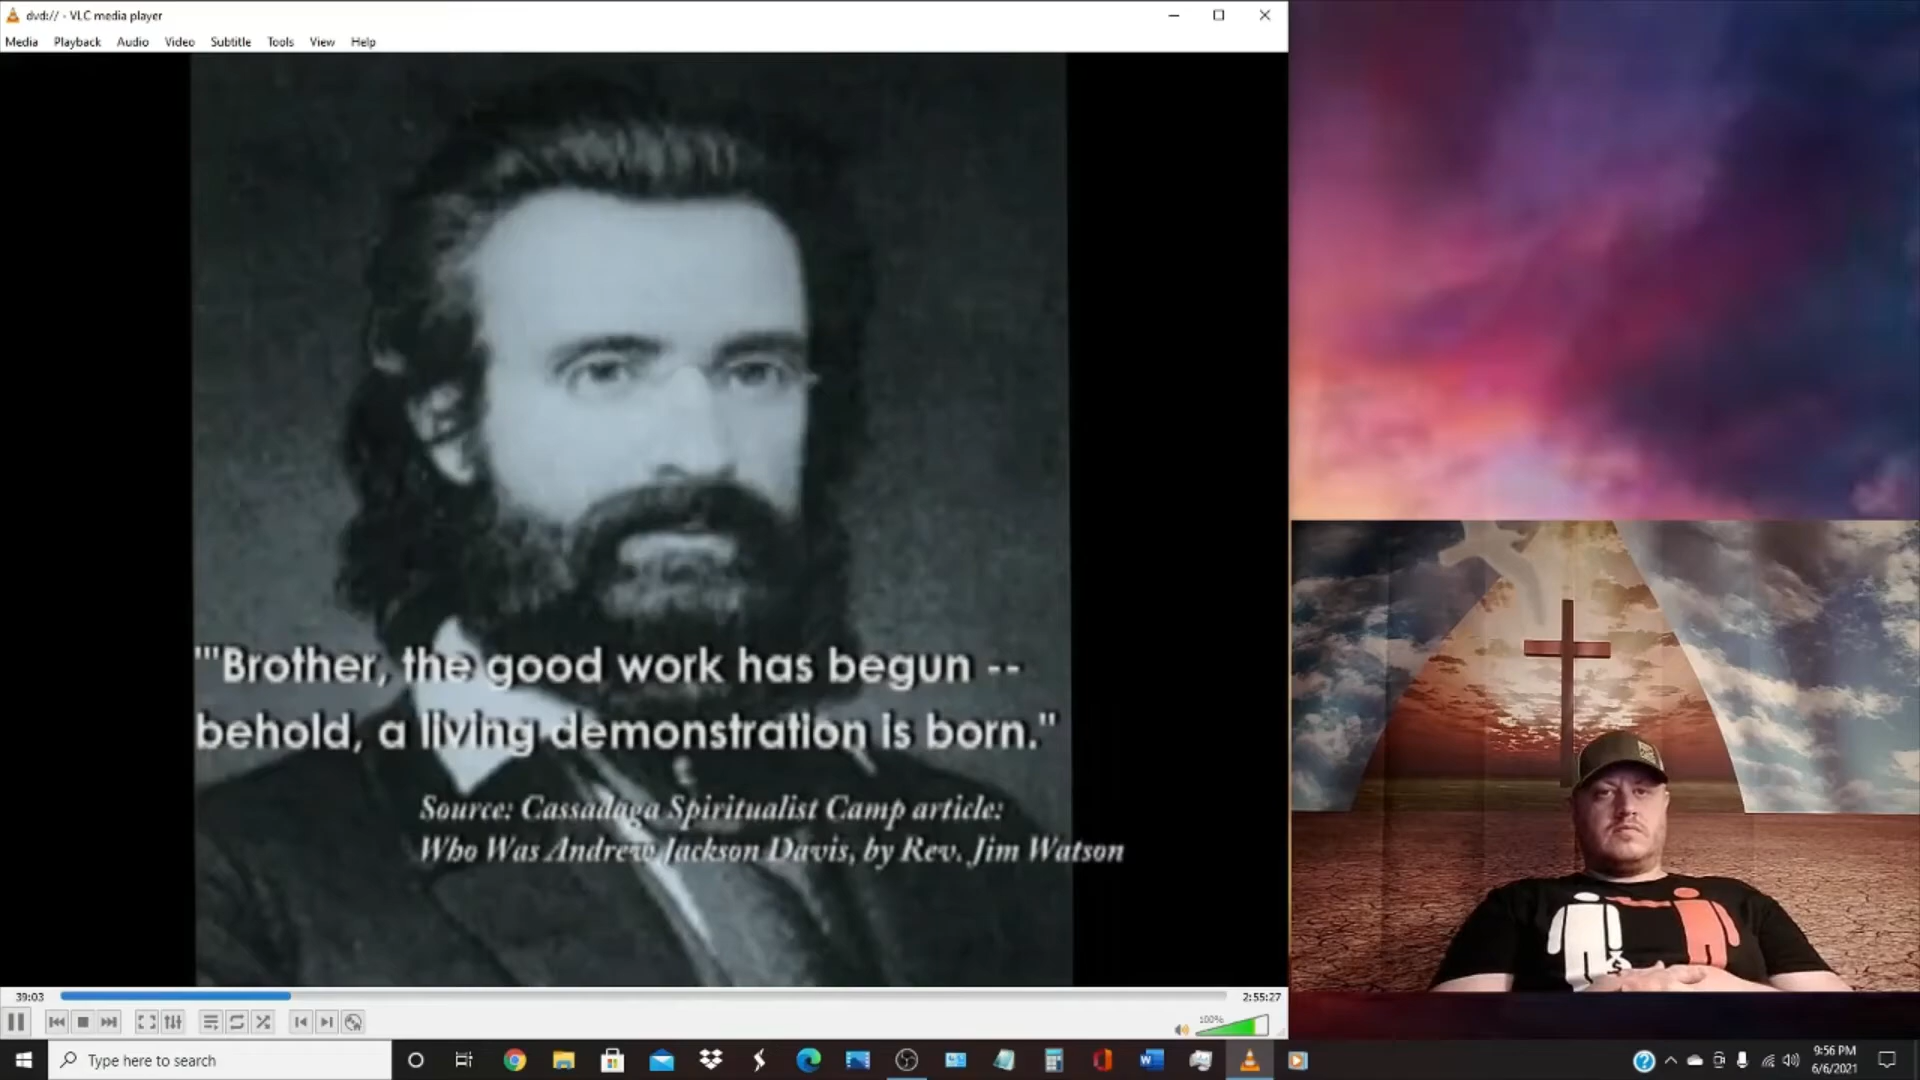 dvd:// - VLC media player
Media Playback Audio Video Subtitle Tools View Help
"'Brother, the good work has begun --
behold, a living demonstration is born."
Source: Cassadaga Spiritualist Camp article:
Who Was Andrew Jackson Davis, by Rev. Jim Watson
39:03
2:55:27
100%
Type here to search
9:56 PM
6/6/2021